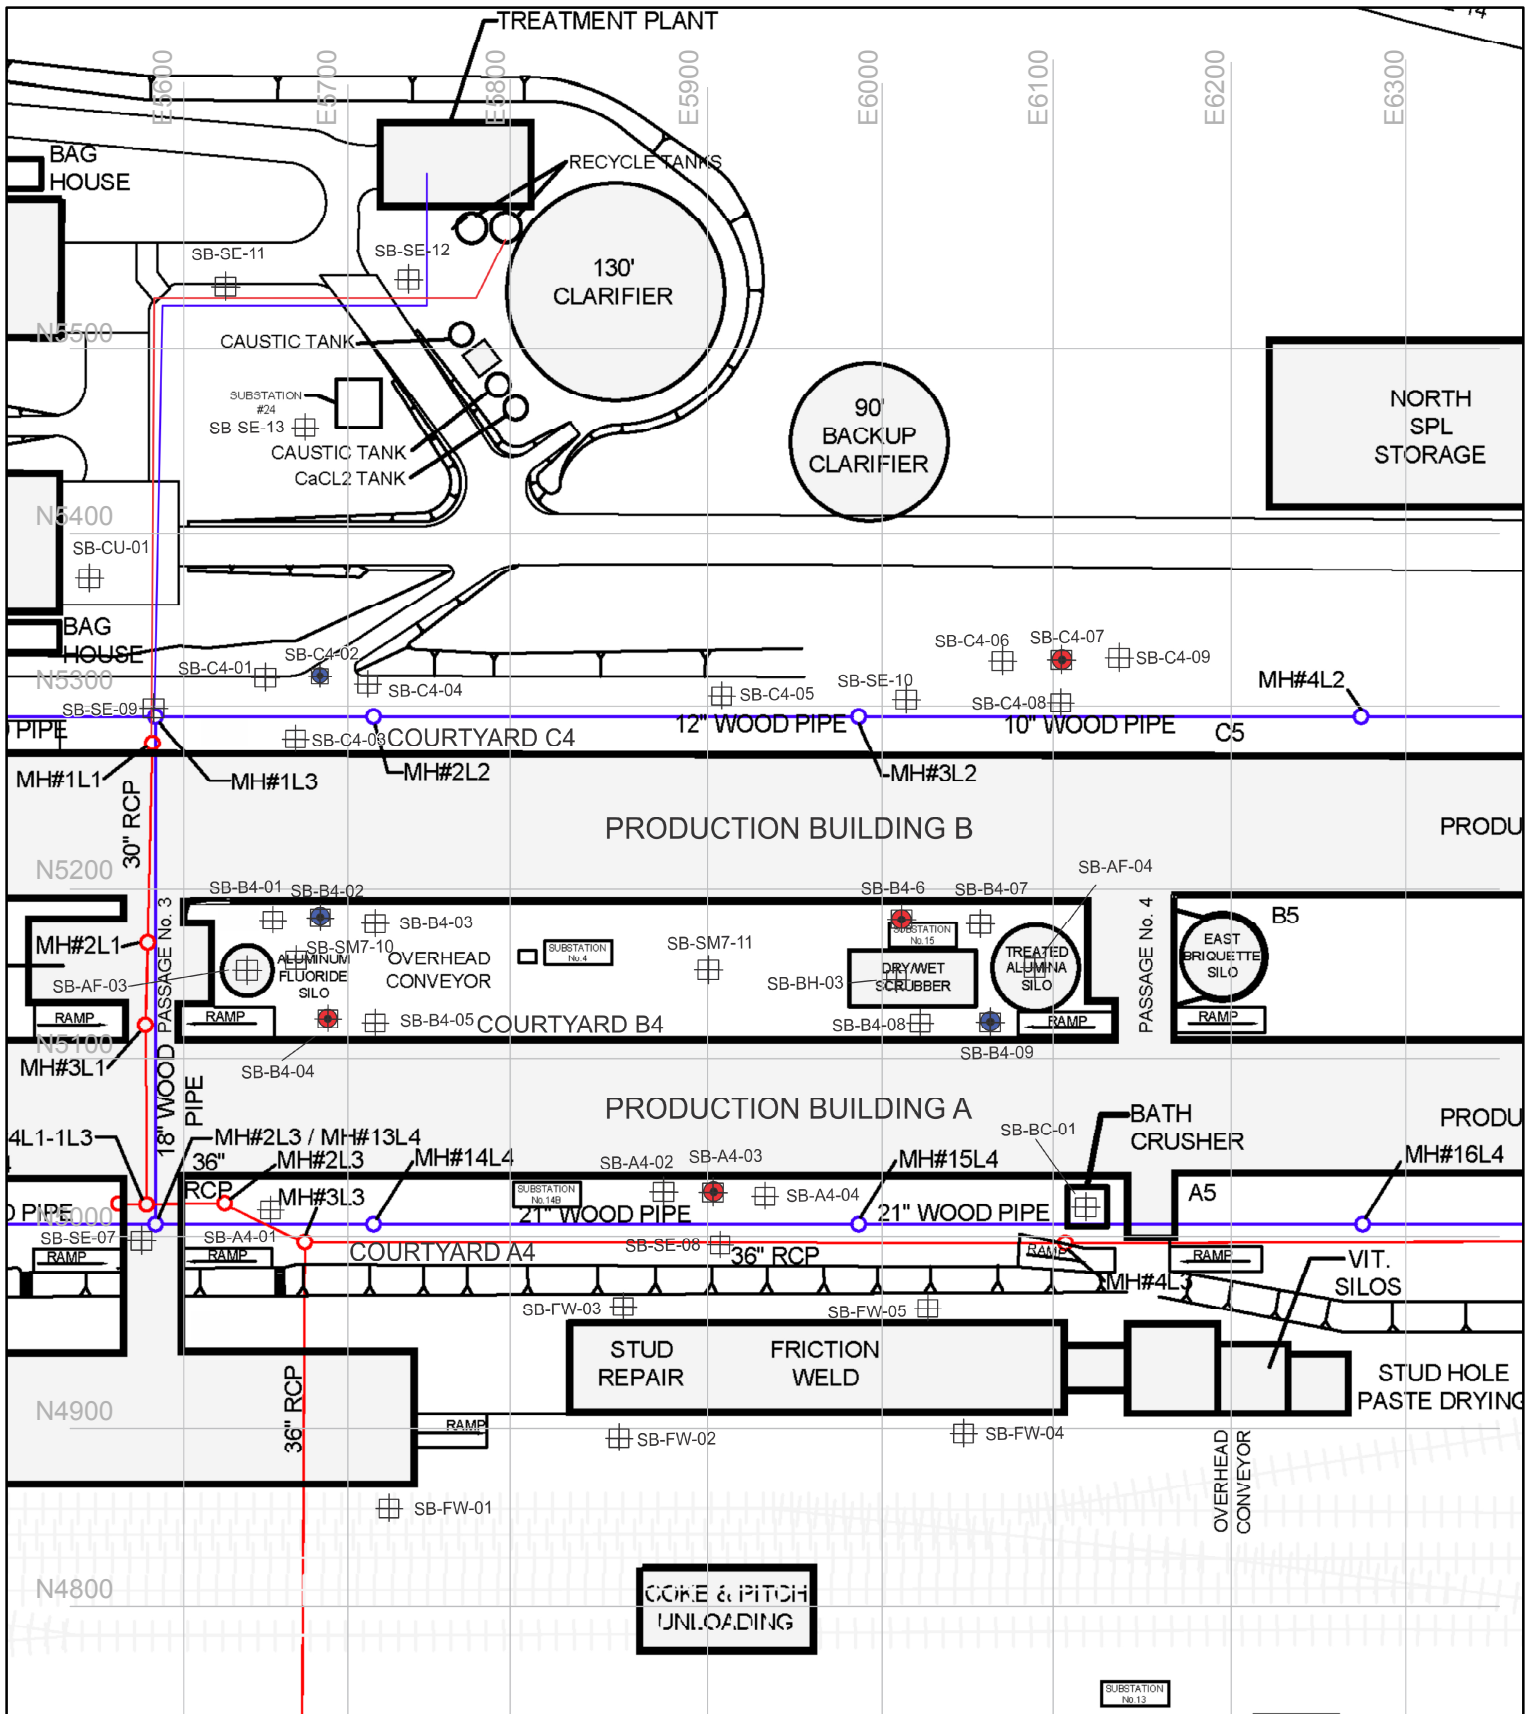 14
TREATMENT PLANT
E5600
E5700
E5800
E5900
E6000
E6100
E6200
E6300
BAG
HOUSE
RECYCLE TANKS
SB-SE-11
SB-SE-12
130'
CLARIFIER
N5500
CAUSTIC TANK
SUBSTATION
#24
SB SE-13
CAUSTIC TANK
CaCL2 TANK
90'
BACKUP
CLARIFIER
NORTH
SPL
STORAGE
N5400
SB-CU-01
BAG
HOUSE
SB-C4-01
SB-C4-02
SB-C4-04
SB-C4-05
SB-SE-10
SB-C4-06
SB-C4-07
SB-C4-09
SB-C4-08
MH#4L2
N5300
SB-SE-09
PIPE
SB-C4-03
COURTYARD C4
12" WOOD PIPE
10" WOOD PIPE
C5
MH#1L1
MH#1L3
MH#2L2
MH#3L2
30" RCP
PRODUCTION BUILDING B
PRODU
N5200
SB-B4-01
SB-B4-02
SB-B4-03
SB-B4-6
SB-B4-07
SB-AF-04
PASSAGE No. 3
MH#2L1
SB-SM7-10
ALUMINUM
FLUORIDE
SILO
SB-AF-03
OVERHEAD
CONVEYOR
SUBSTATION
No.4
SB-SM7-11
SUBSTATION
No.15
SB-BH-03
DRY/WET
SCRUBBER
TREATED
ALUMINA
SILO
PASSAGE No. 4
EAST
BRIQUETTE
SILO
B5
RAMP
RAMP
SB-B4-05
COURTYARD B4
SB-B4-08
RAMP
RAMP
N5100
MH#3L1
SB-B4-04
SB-B4-09
18" WOOD
PIPE
PRODUCTION BUILDING A
PRODU
4L1-1L3
MH#2L3 / MH#13L4
36"
RCP
MH#2L3
MH#14L4
SB-A4-02
SB-A4-03
SB-A4-04
MH#15L4
SB-BC-01
BATH
CRUSHER
MH#16L4
MH#3L3
SUBSTATION
No.14B
A5
PIPE
N5000
21" WOOD PIPE
21" WOOD PIPE
SB-SE-07
SB-A4-01
RAMP
RAMP
COURTYARD A4
SB-SE-08
36" RCP
RAMP
RAMP
MH#4L3
VIT.
SILOS
SB-FW-03
SB-FW-05
STUD
REPAIR
FRICTION
WELD
STUD HOLE
PASTE DRYING
36" RCP
N4900
RAMP
SB-FW-02
SB-FW-04
OVERHEAD
CONVEYOR
SB-FW-01
N4800
COKE & PITCH
UNLOADING
SUBSTATION
No.13